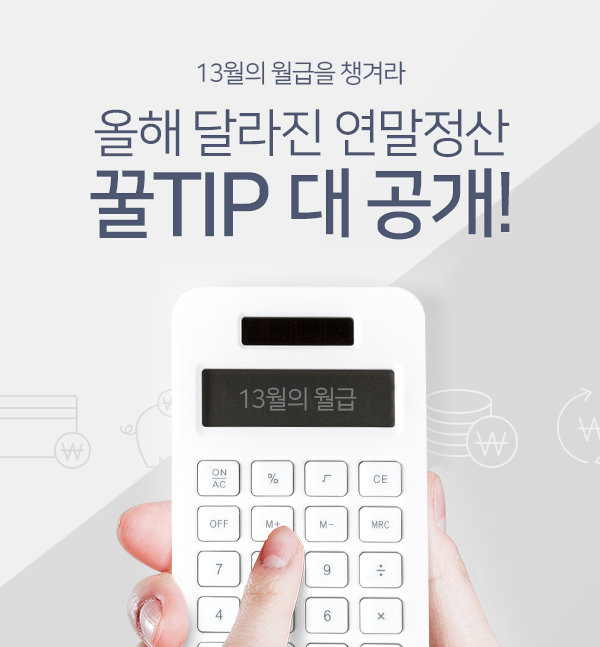 13월의 월급을 챙겨라
올해 달라진 연말정산
꿀TIP 대 공개!
13월의 월급
₩ ₩ ₩ ₩
ON
AC
% √ CE
OFF M+ M− MRC
7 9 ÷
4 6 ×